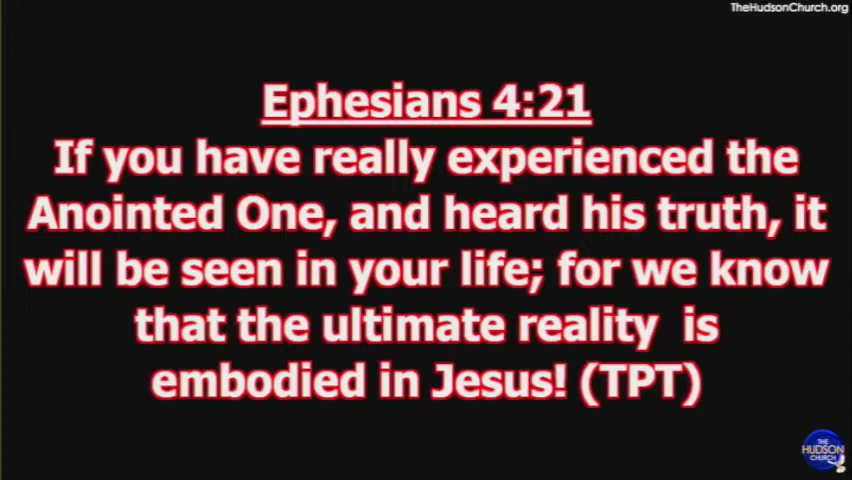 TheHudsonChurch.org
Ephesians 4:21
If you have really experienced the
Anointed One, and heard his truth, it
will be seen in your life; for we know
that the ultimate reality  is
embodied in Jesus! (TPT)
THE
HUDSON
CHURCH